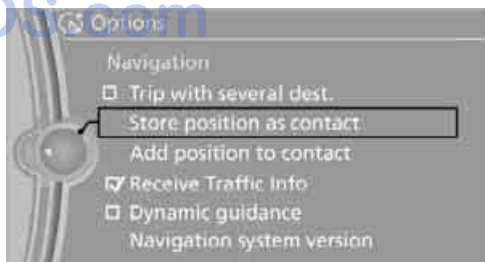 Options
Navigation
Trip with several dest.
Store position as contact
Add position to contact
Receive Traffic Info
Dynamic guidance
Navigation system version